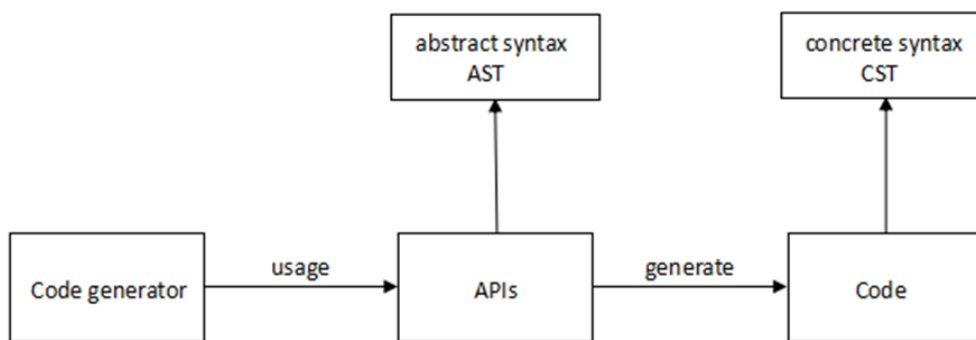 abstract syntax
AST
concrete syntax
CST
Code generator
usage
APIs
generate
Code